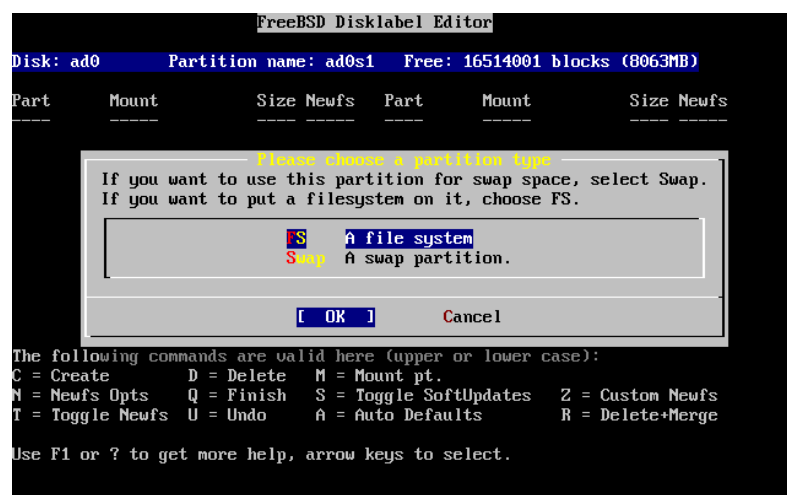 FreeBSD Disklabel Editor
Disk: ad0 Partition name: ad0s1 Free: 16514001 blocks (8063MB)
Part Mount Size Newfs Part Mount Size Newfs
---- ----- ---- ----- ---- ----- ---- -----
Please choose a partition type
If you want to use this partition for swap space, select Swap.
If you want to put a filesystem on it, choose FS.
FS A file system
Swap A swap partition.
[ OK ] Cancel
The following commands are valid here (upper or lower case):
C = Create D = Delete M = Mount pt.
N = Newfs Opts Q = Finish S = Toggle SoftUpdates Z = Custom Newfs
T = Toggle Newfs U = Undo A = Auto Defaults R = Delete+Merge
Use F1 or ? to get more help, arrow keys to select.